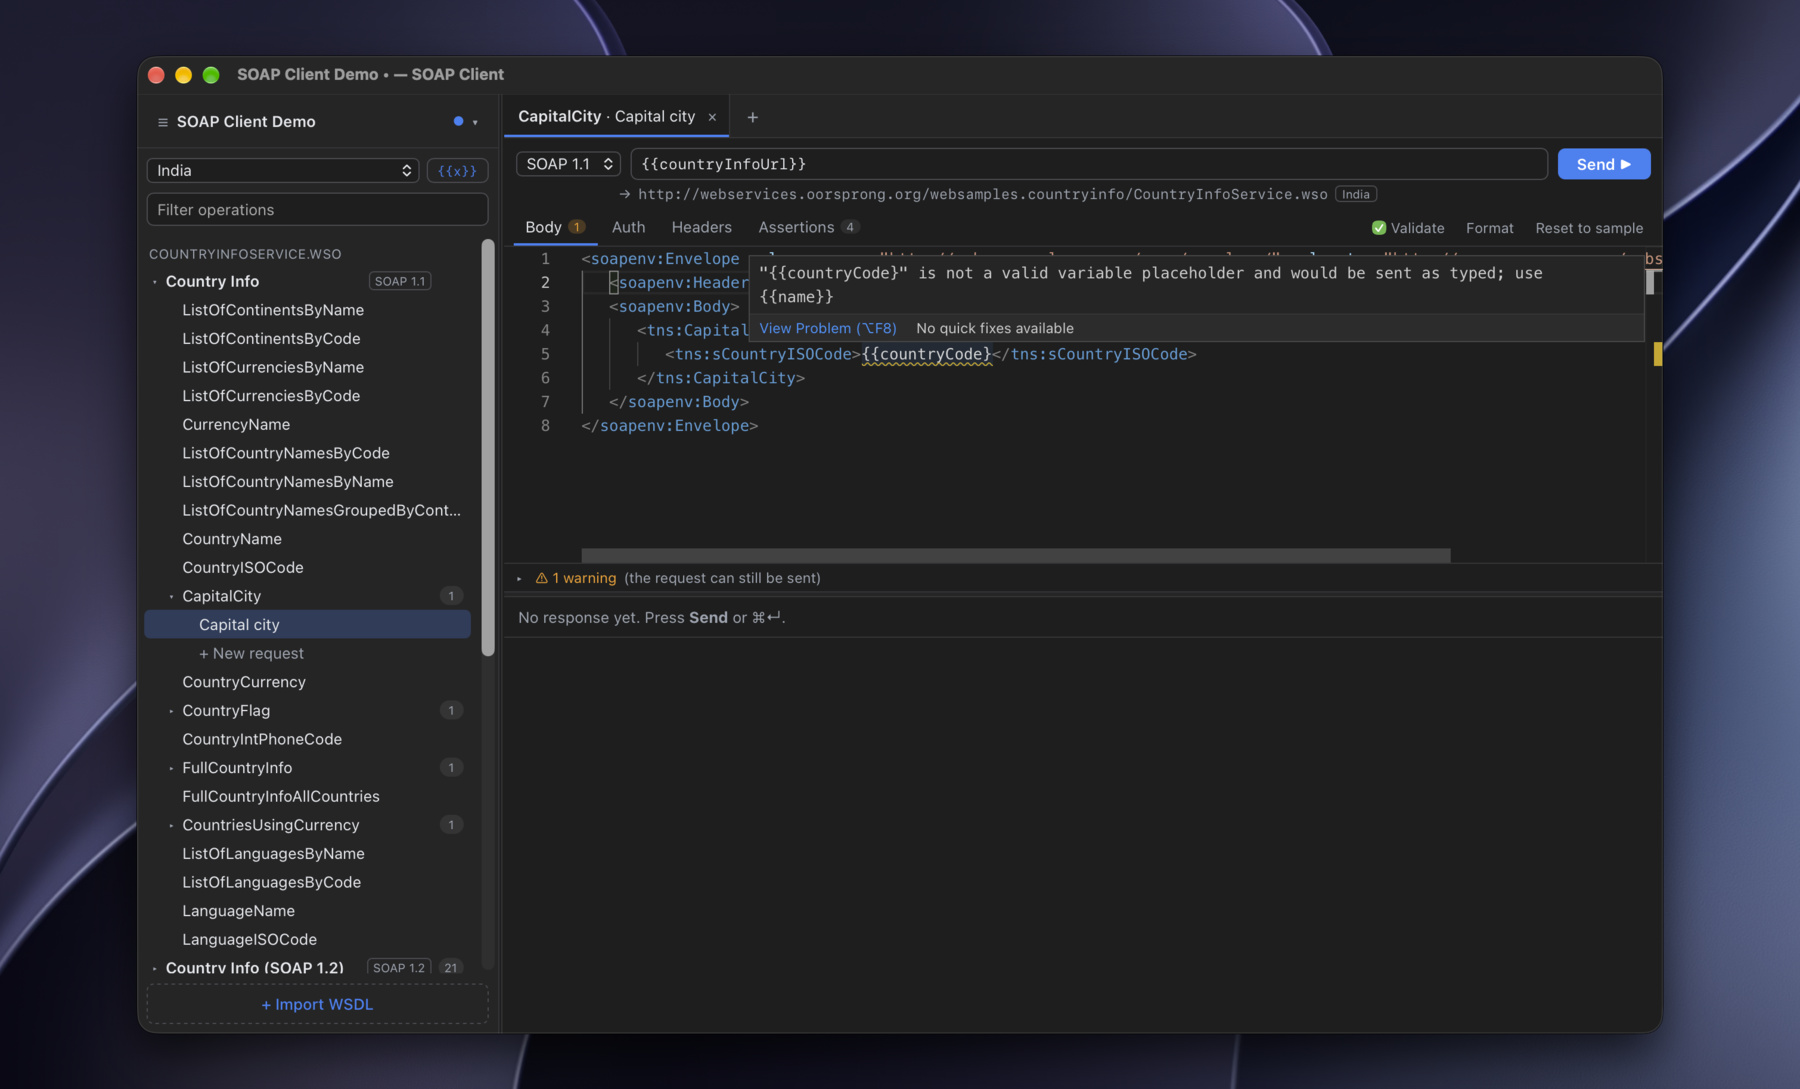 SOAP Client Demo • — SOAP Client
SOAP Client Demo
India
{{x}}
Filter operations
COUNTRYINFOSERVICE.WSO
Country Info SOAP 1.1
ListOfContinentsByName
ListOfContinentsByCode
ListOfCurrenciesByName
ListOfCurrenciesByCode
CurrencyName
ListOfCountryNamesByCode
ListOfCountryNamesByName
ListOfCountryNamesGroupedByCont...
CountryName
CountryISOCode
CapitalCity 1
Capital city
+ New request
CountryCurrency
CountryFlag 1
CountryIntPhoneCode
FullCountryInfo 1
FullCountryInfoAllCountries
CountriesUsingCurrency 1
ListOfLanguagesByName
ListOfLanguagesByCode
LanguageName
LanguageISOCode
Country Info (SOAP 1.2) SOAP 1.2 21
+ Import WSDL
CapitalCity · Capital city × +
SOAP 1.1 {{countryInfoUrl}} Send ▶
→ http://webservices.oorsprong.org/websamples.countryinfo/CountryInfoService.wso India
Body 1 Auth Headers Assertions 4 Validate Format Reset to sample
1 <soapenv:Envelope
2 <soapenv:Header
3 <soapenv:Body>
4 <tns:Capital
5 <tns:sCountryISOCode>{{countryCode}</tns:sCountryISOCode>
6 </tns:CapitalCity>
7 </soapenv:Body>
8 </soapenv:Envelope>
"{{countryCode}" is not a valid variable placeholder and would be sent as typed; use
{{name}}
View Problem (⌥F8) No quick fixes available
⚠ 1 warning (the request can still be sent)
No response yet. Press Send or ⌘↵.